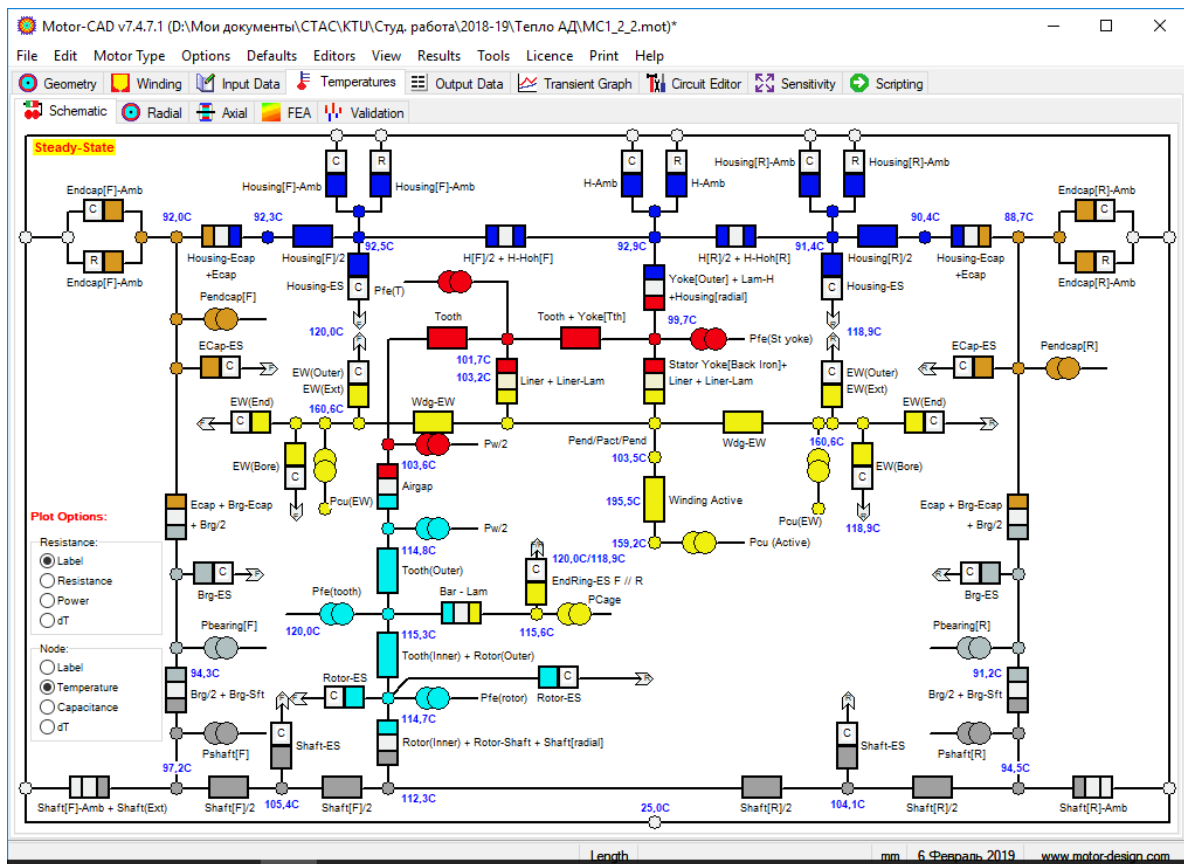 Motor-CAD v7.4.7.1 (D:\Мои документы\СТАС\KTU\Студ. работа\2018-19\Тепло АД\MC1_2_2.mot)*
File Edit Motor Type Options Defaults Editors View Results Tools Licence Print Help
Geometry Winding Input Data Temperatures Output Data Transient Graph Circuit Editor Sensitivity Scripting
Schematic Radial Axial FEA Validation
Steady-State
C R C R C R
Housing[F]-Amb Housing[F]-Amb H-Amb H-Amb Housing[R]-Amb Housing[R]-Amb
Endcap[F]-Amb Endcap[R]-Amb
C C
92,0C 92,3C 90,4C 88,7C
92,5C 92,9C 91,4C
R R
Housing-Ecap
+Ecap
Housing[F]/2 H[F]/2 + H-Hoh[F] H[R]/2 + H-Hoh[R] Housing[R]/2
Housing-Ecap
+Ecap
Endcap[F]-Amb Endcap[R]-Amb
Housing-ES
C
Pfe(T)
Yoke[Outer] + Lam-H
+Housing[radial]
Housing-ES
C
Pendcap[F]
120,0C Tooth Tooth + Yoke[Tth] 99,7C Pfe(St yoke) 118,9C
ECap-ES
C
ECap-ES
C
Pendcap[R]
101,7C
103,2C
Liner + Liner-Lam
Stator Yoke[Back Iron]+
Liner + Liner-Lam
EW(Outer)
EW(Ext)
C
EW(Outer)
EW(Ext)
C
160,6C Wdg-EW EW(End)
C
EW(End)
C
Wdg-EW
EW(Bore)
C
Pw/2 Pend/Pact/Pend 160,6C
103,6C 103,5C
EW(Bore)
C
Pcu(EW) Airgap 195,5C Winding Active Pcu(EW) 118,9C
Ecap + Brg-Ecap
+ Brg/2
Ecap + Brg-Ecap
+ Brg/2
Plot Options:
Resistance:
Label
Resistance
Power
dT
Node:
Label
Temperature
Capacitance
dT
Pw/2
114,8C 159,2C Pcu (Active)
120,0C/118,9C
C
Tooth(Outer) EndRing-ES F // R
Brg-ES
C
Brg-ES
C
Pfe(tooth) Bar - Lam PCage
120,0C 115,3C 115,6C
Pbearing[F] Pbearing[R]
Tooth(Inner) + Rotor(Outer)
94,3C 91,2C
Brg/2 + Brg-Sft Brg/2 + Brg-Sft
Rotor-ES
C
Pfe(rotor)
C
Rotor-ES
114,7C
Pshaft[F]
C
Shaft-ES
Rotor(Inner) + Rotor-Shaft + Shaft[radial]
C
Shaft-ES
Pshaft[R]
97,2C 94,5C
Shaft[F]-Amb + Shaft(Ext) Shaft[F]/2 105,4C Shaft[F]/2 112,3C 25,0C Shaft[R]/2 104,1C Shaft[R]/2 Shaft[R]-Amb
Length mm 6 Февраль 2019 www.motor-design.com